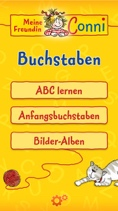 Meine
Freundin
Conni
Buchstaben
ABC lernen
Anfangsbuchstaben
Bilder-Alben